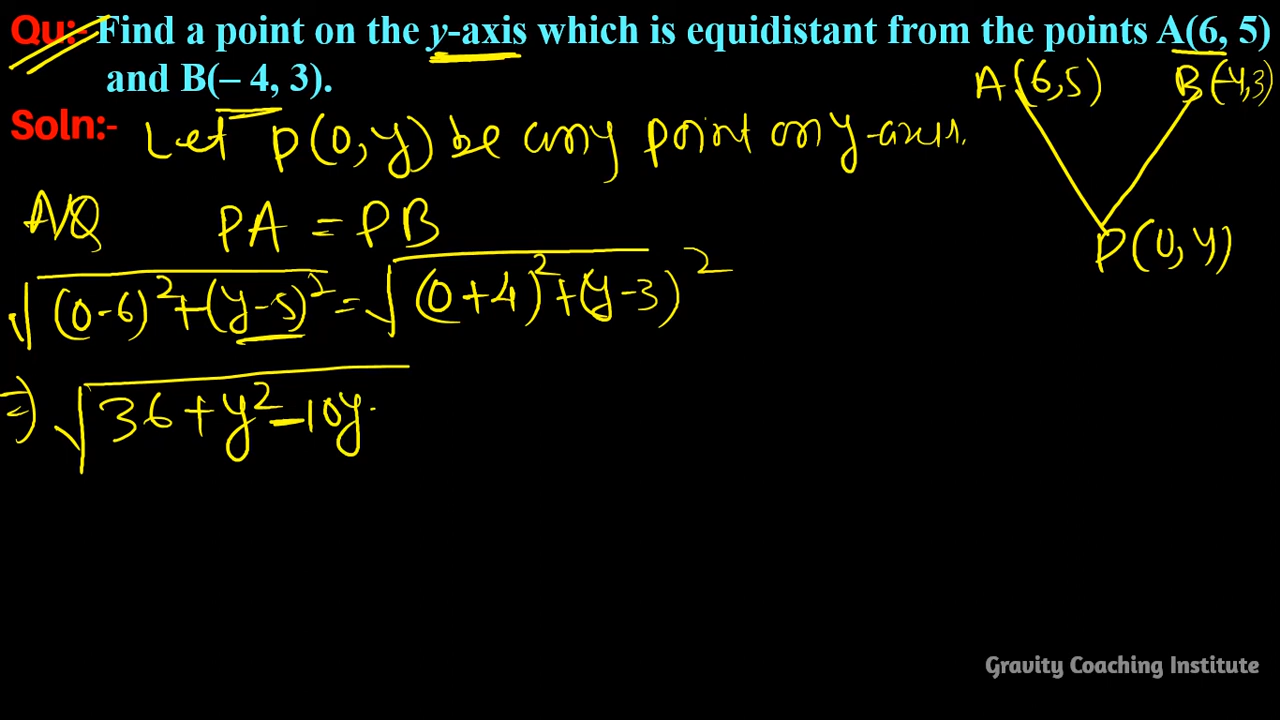 Qu:- Find a point on the y-axis which is equidistant from the points A(6, 5)
and B(– 4, 3).
A(6,5) B(-4,3)
Soln:- Let P(0,y) be any point on y-axis.
P(0,y)
A/Q PA = PB
√((0-6)²+(y-5)²) = √((0+4)²+(y-3)²)
⇒ √(36+y²-10y
Gravity Coaching Institute